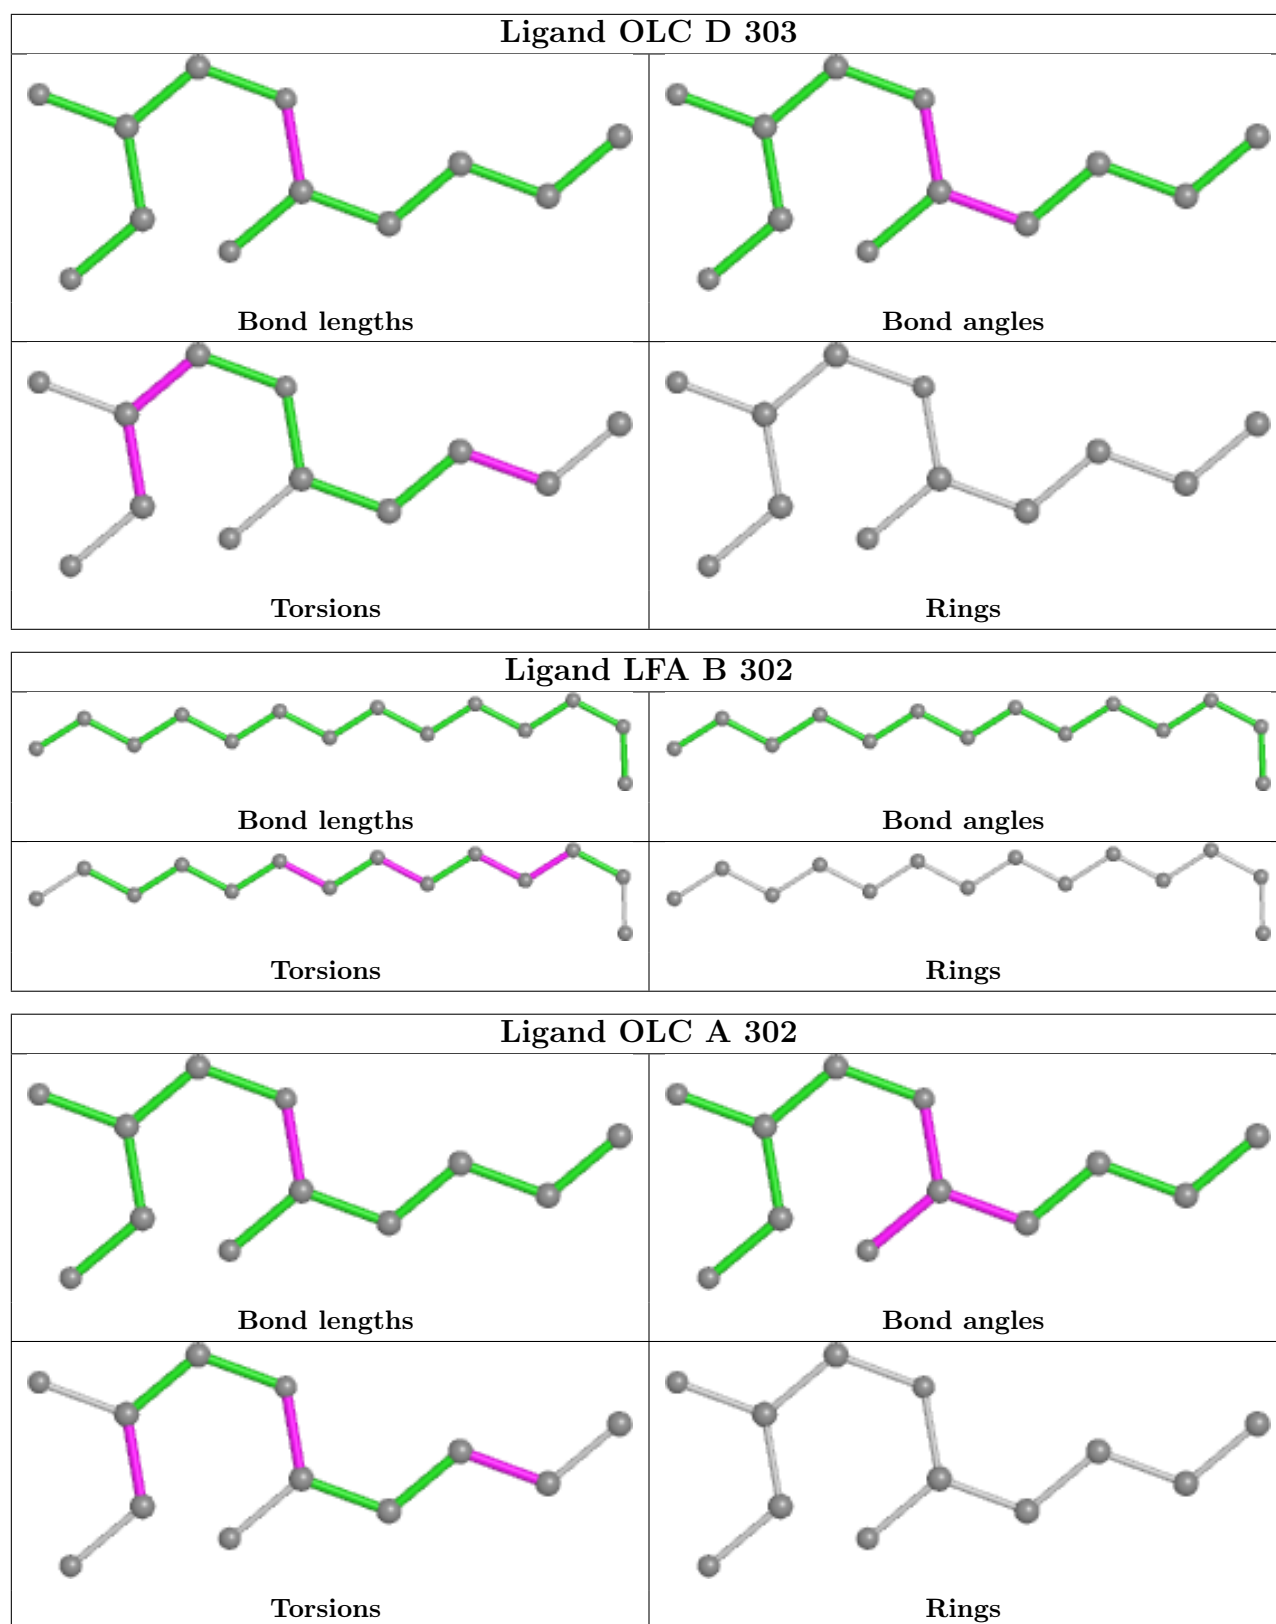 Ligand OLC D 303
Bond lengths
Bond angles
Torsions
Rings
Ligand LFA B 302
Bond lengths
Bond angles
Torsions
Rings
Ligand OLC A 302
Bond lengths
Bond angles
Torsions
Rings